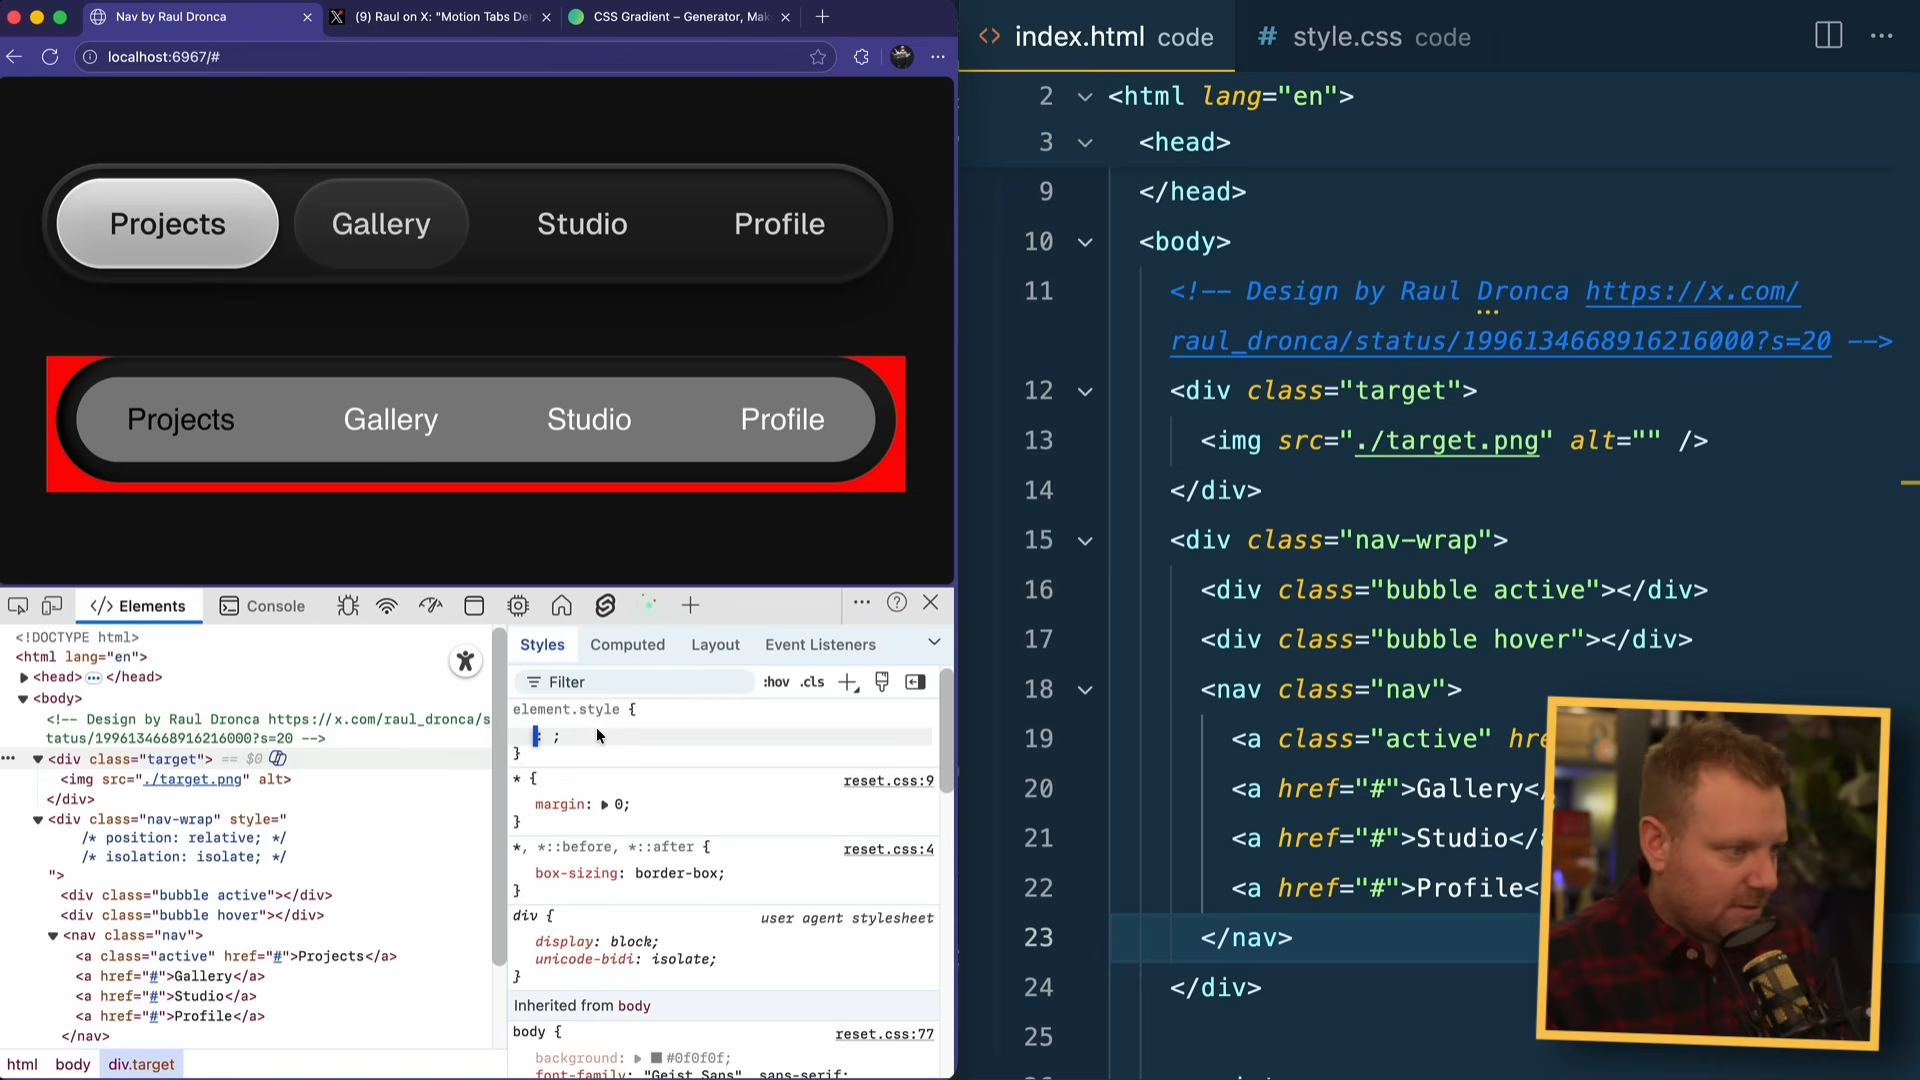 Nav by Raul Dronca
(9) Raul on X: "Motion Tabs De
CSS Gradient – Generator, Mak
localhost:6967/#
Projects
Gallery
Studio
Profile
Projects
Gallery
Studio
Profile
Elements
Console
<!DOCTYPE html>
<html lang="en">
<head> ••• </head>
<body>
<!-- Design by Raul Dronca https://x.com/raul_dronca/s
tatus/1996134668916216000?s=20 -->
<div class="target"> == $0
<img src="./target.png" alt>
</div>
<div class="nav-wrap" style="
/* position: relative; */
/* isolation: isolate; */
">
<div class="bubble active"></div>
<div class="bubble hover"></div>
<nav class="nav">
<a class="active" href="#">Projects</a>
<a href="#">Gallery</a>
<a href="#">Studio</a>
<a href="#">Profile</a>
</nav>
html body div.target
Styles Computed Layout Event Listeners
Filter
:hov .cls
element.style {
: ;
}
* {
reset.css:9
margin: 0;
}
*, *::before, *::after {
reset.css:4
box-sizing: border-box;
}
div {
user agent stylesheet
display: block;
unicode-bidi: isolate;
}
Inherited from body
body {
reset.css:77
background: #0f0f0f;
font-family: "Geist Sans", sans-serif;
index.html code
# style.css code
2 <html lang="en">
3 <head>
9 </head>
10 <body>
11 <!-- Design by Raul Dronca https://x.com/
raul_dronca/status/1996134668916216000?s=20 -->
12 <div class="target">
13 <img src="./target.png" alt="" />
14 </div>
15 <div class="nav-wrap">
16 <div class="bubble active"></div>
17 <div class="bubble hover"></div>
18 <nav class="nav">
19 <a class="active" hre
20 <a href="#">Gallery</
21 <a href="#">Studio</a
22 <a href="#">Profile<
23 </nav>
24 </div>
25